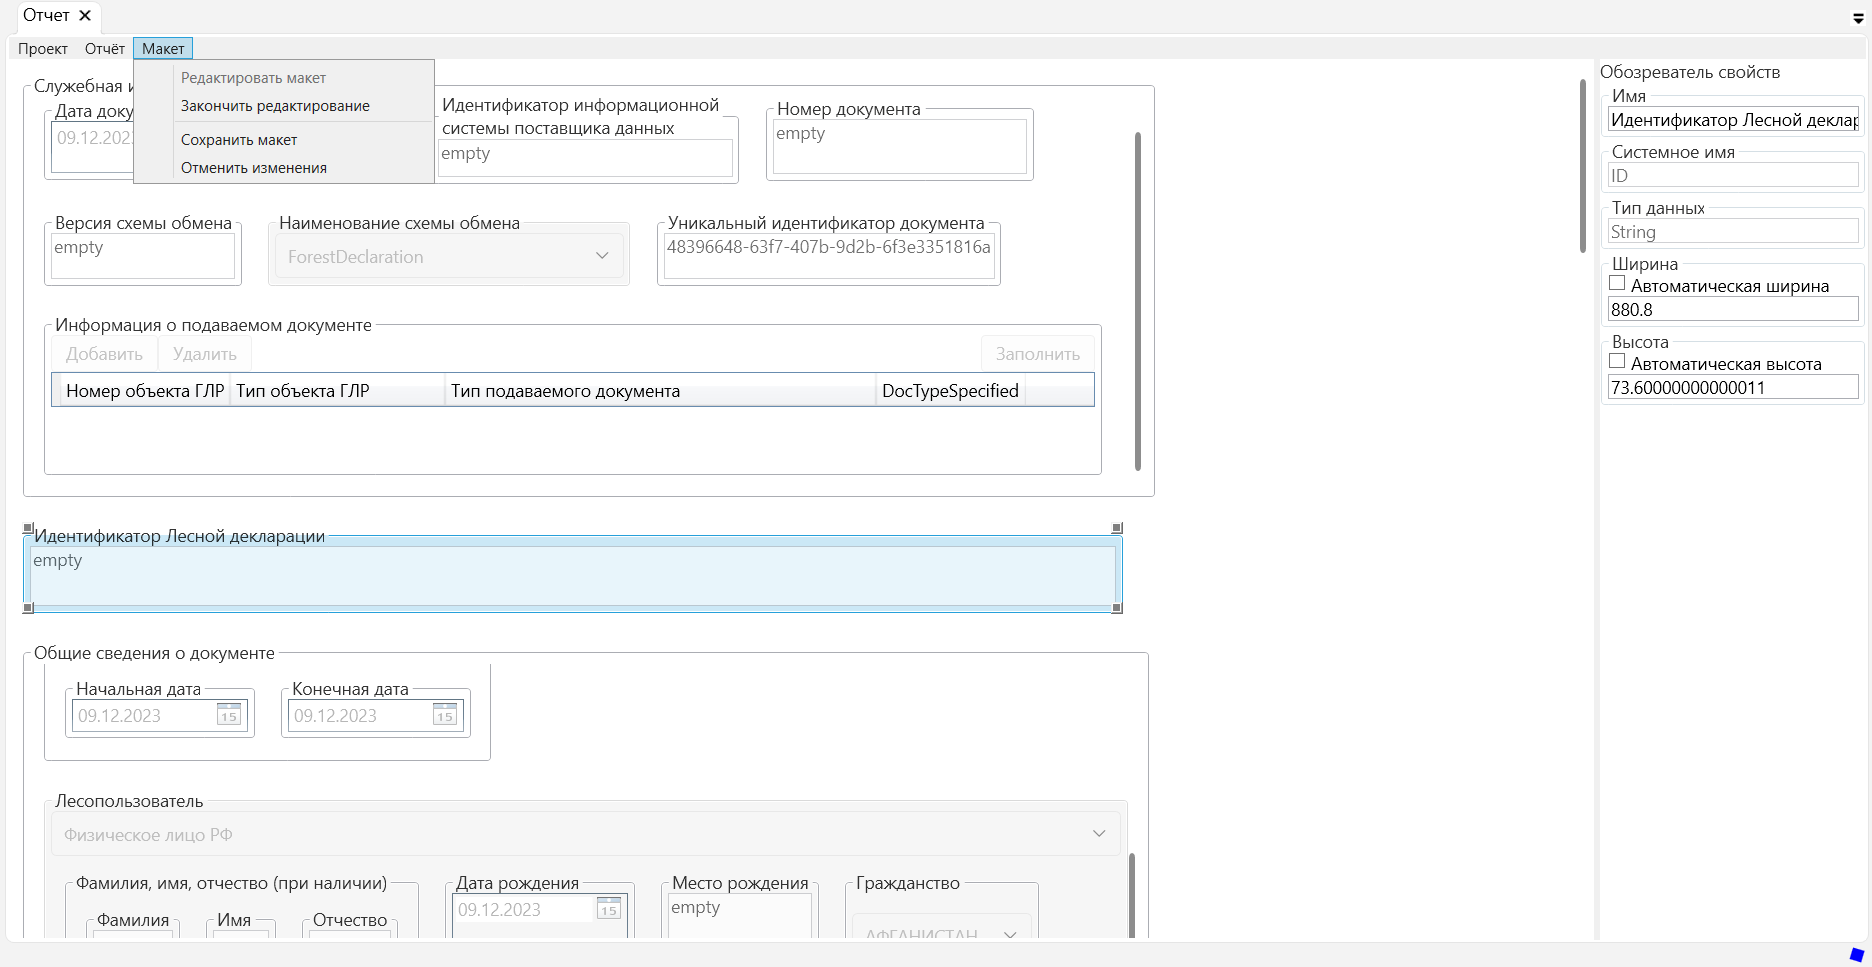 Отчет
Проект
Отчёт
Макет
Редактировать макет
Закончить редактирование
Сохранить макет
Отменить изменения
Служебная и
Дата доку
09.12.2023
Идентификатор информационной
системы поставщика данных
empty
Номер документа
empty
Версия схемы обмена
empty
Наименование схемы обмена
ForestDeclaration
Уникальный идентификатор документа
48396648-63f7-407b-9d2b-6f3e3351816a
Информация о подаваемом документе
Добавить
Удалить
Заполнить
Номер объекта ГЛР
Тип объекта ГЛР
Тип подаваемого документа
DocTypeSpecified
Идентификатор Лесной декларации
empty
Общие сведения о документе
Начальная дата
09.12.2023
15
Конечная дата
09.12.2023
15
Лесопользователь
Физическое лицо РФ
Фамилия, имя, отчество (при наличии)
Фамилия
Имя
Отчество
Дата рождения
09.12.2023
15
Место рождения
empty
Гражданство
АФГАНИСТАН
Обозреватель свойств
Имя
Идентификатор Лесной деклар
Системное имя
ID
Тип данных
String
Ширина
Автоматическая ширина
880.8
Высота
Автоматическая высота
73.60000000000011